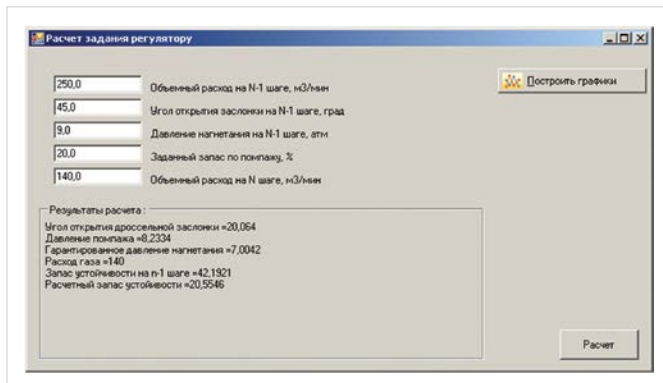 Расчет задания регулятору
250,0 Объемный расход на N-1 шаге, м3/мин
Построить графики
45,0 Угол открытия заслонки на N-1 шаге, град
9,0 Давление нагнетания на N-1 шаге, атм
20,0 Заданный запас по помпажу, %
140,0 Объемный расход на N шаге, м3/мин
Результаты расчета :
Угол открытия дроссельной заслонки =20,064
Давление помпажа =8,2334
Гарантированное давление нагнетания =7,0042
Расход газа =140
Запас устойчивости на n-1 шаге =42,1921
Расчетный запас устойивости =20,5546
Расчет